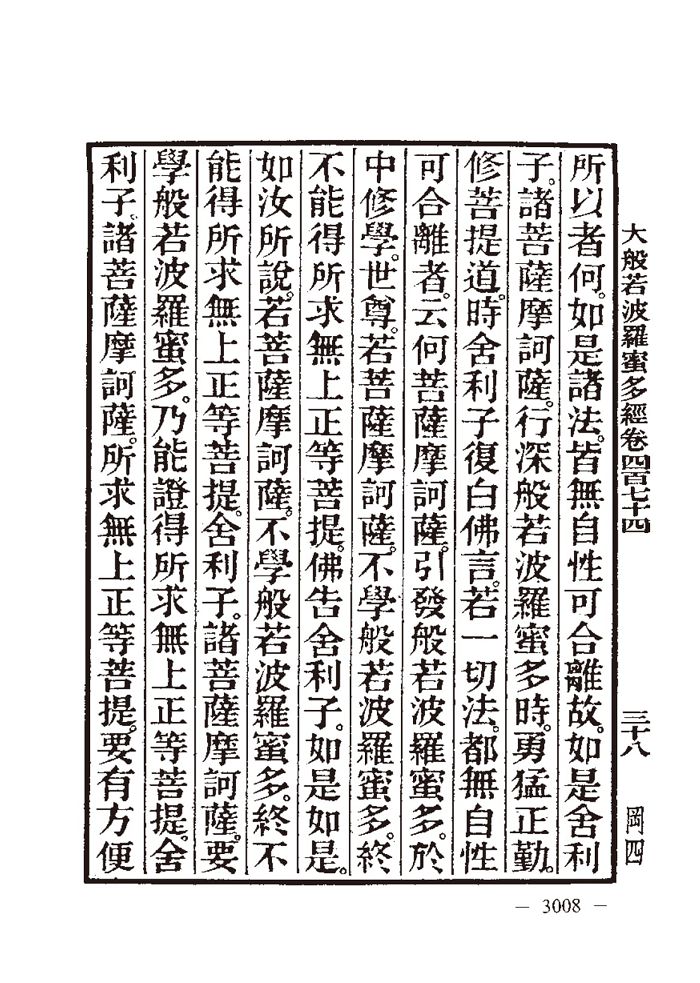 大般若波羅蜜多經卷四百七十四 三十八 岡四
所以者何。如是諸法。皆無自性可合離故。如是舍利
子。諸菩薩摩訶薩。行深般若波羅蜜多時。勇猛正勤。
修菩提道。時舍利子復白佛言。若一切法。都無自性
可合離者。云何菩薩摩訶薩。引發般若波羅蜜多。於
中修學。世尊。若菩薩摩訶薩。不學般若波羅蜜多。終
不能得所求無上正等菩提。佛告舍利子。如是如是。
如汝所說。若菩薩摩訶薩。不學般若波羅蜜多。終不
能得所求無上正等菩提。舍利子。諸菩薩摩訶薩。要
學般若波羅蜜多。乃能證得所求無上正等菩提。舍
利子。諸菩薩摩訶薩。所求無上正等菩提。要有方便
— 3008 —